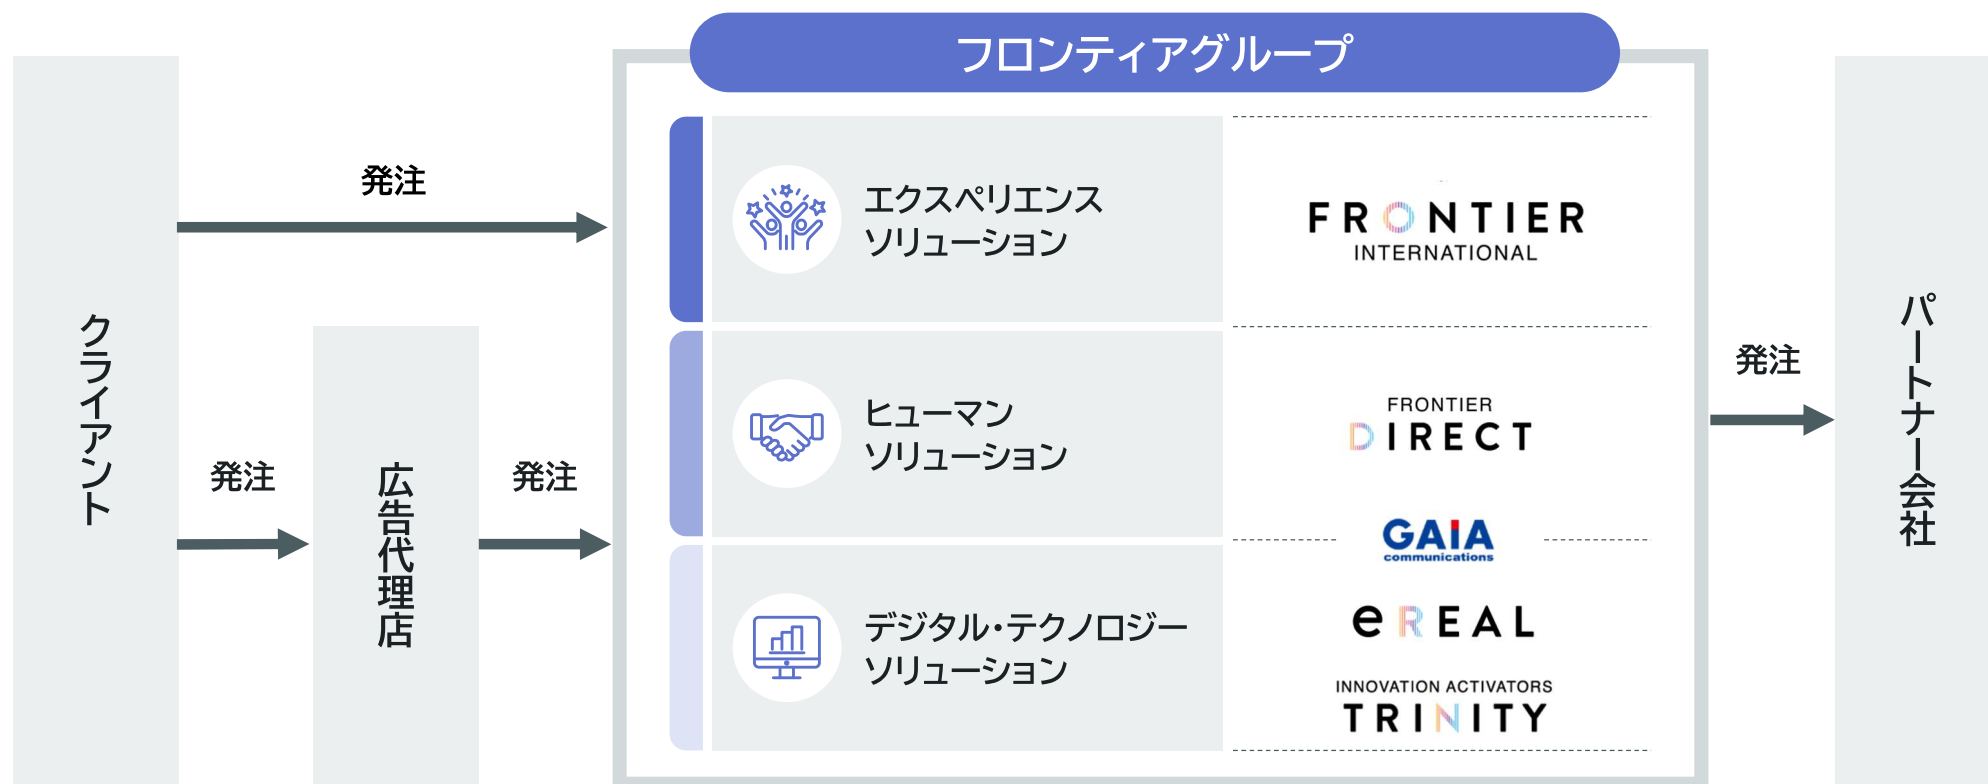 フロンティアグループ
クライアント
発注
発注
広告代理店
発注
エクスペリエンス
ソリューション
FRONTIER
INTERNATIONAL
ヒューマン
ソリューション
FRONTIER
DIRECT
GAIA
communications
デジタル・テクノロジー
ソリューション
eREAL
INNOVATION ACTIVATORS
TRINITY
発注
パートナー会社